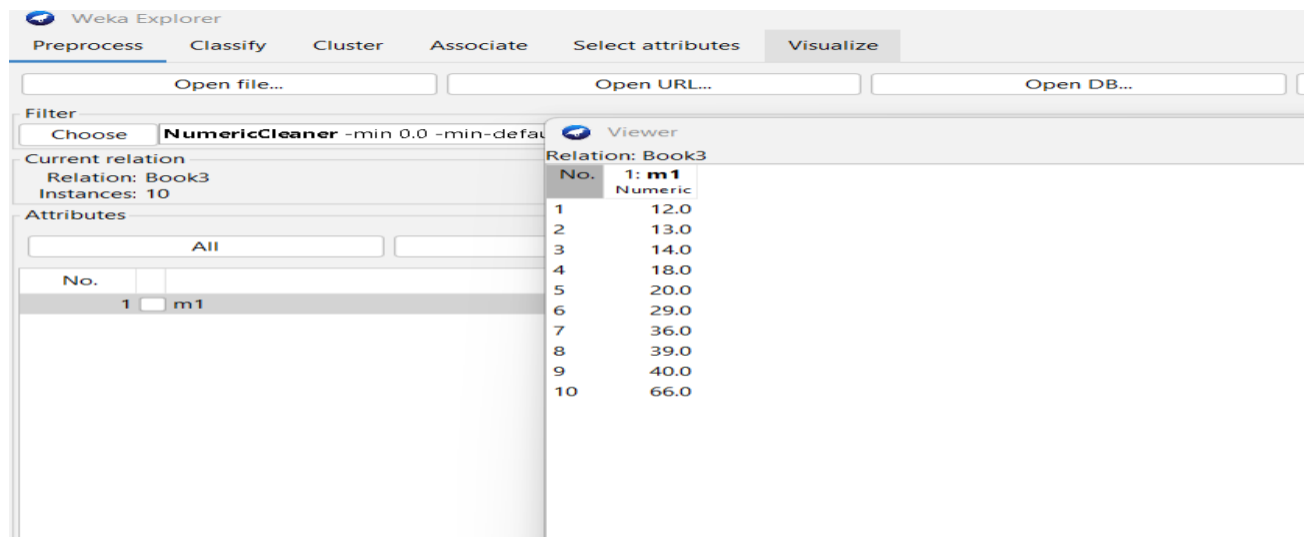 Weka Explorer
Preprocess Classify Cluster Associate Select attributes Visualize
Open file... Open URL... Open DB...
Filter
Choose NumericCleaner -min 0.0 -min-defau
Viewer
Current relation
Relation: Book3
Instances: 10
Attributes
All
No.
1 m1
Relation: Book3
No. 1: m1
Numeric
1 12.0
2 13.0
3 14.0
4 18.0
5 20.0
6 29.0
7 36.0
8 39.0
9 40.0
10 66.0